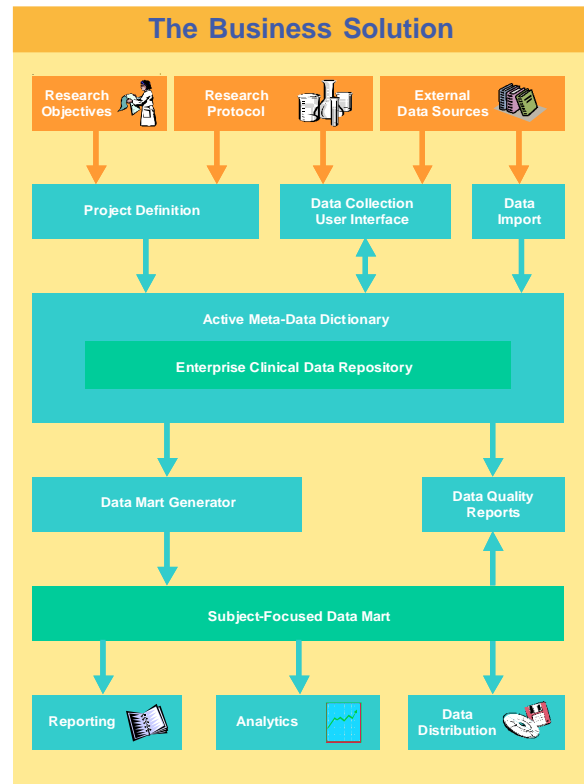 The Business Solution
Research
Objectives
Research
Protocol
External
Data Sources
Project Definition
Data Collection
User Interface
Data
Import
Active Meta-Data Dictionary
Enterprise Clinical Data Repository
Data Mart Generator
Data Quality
Reports
Subject-Focused Data Mart
Reporting
Analytics
Data
Distribution